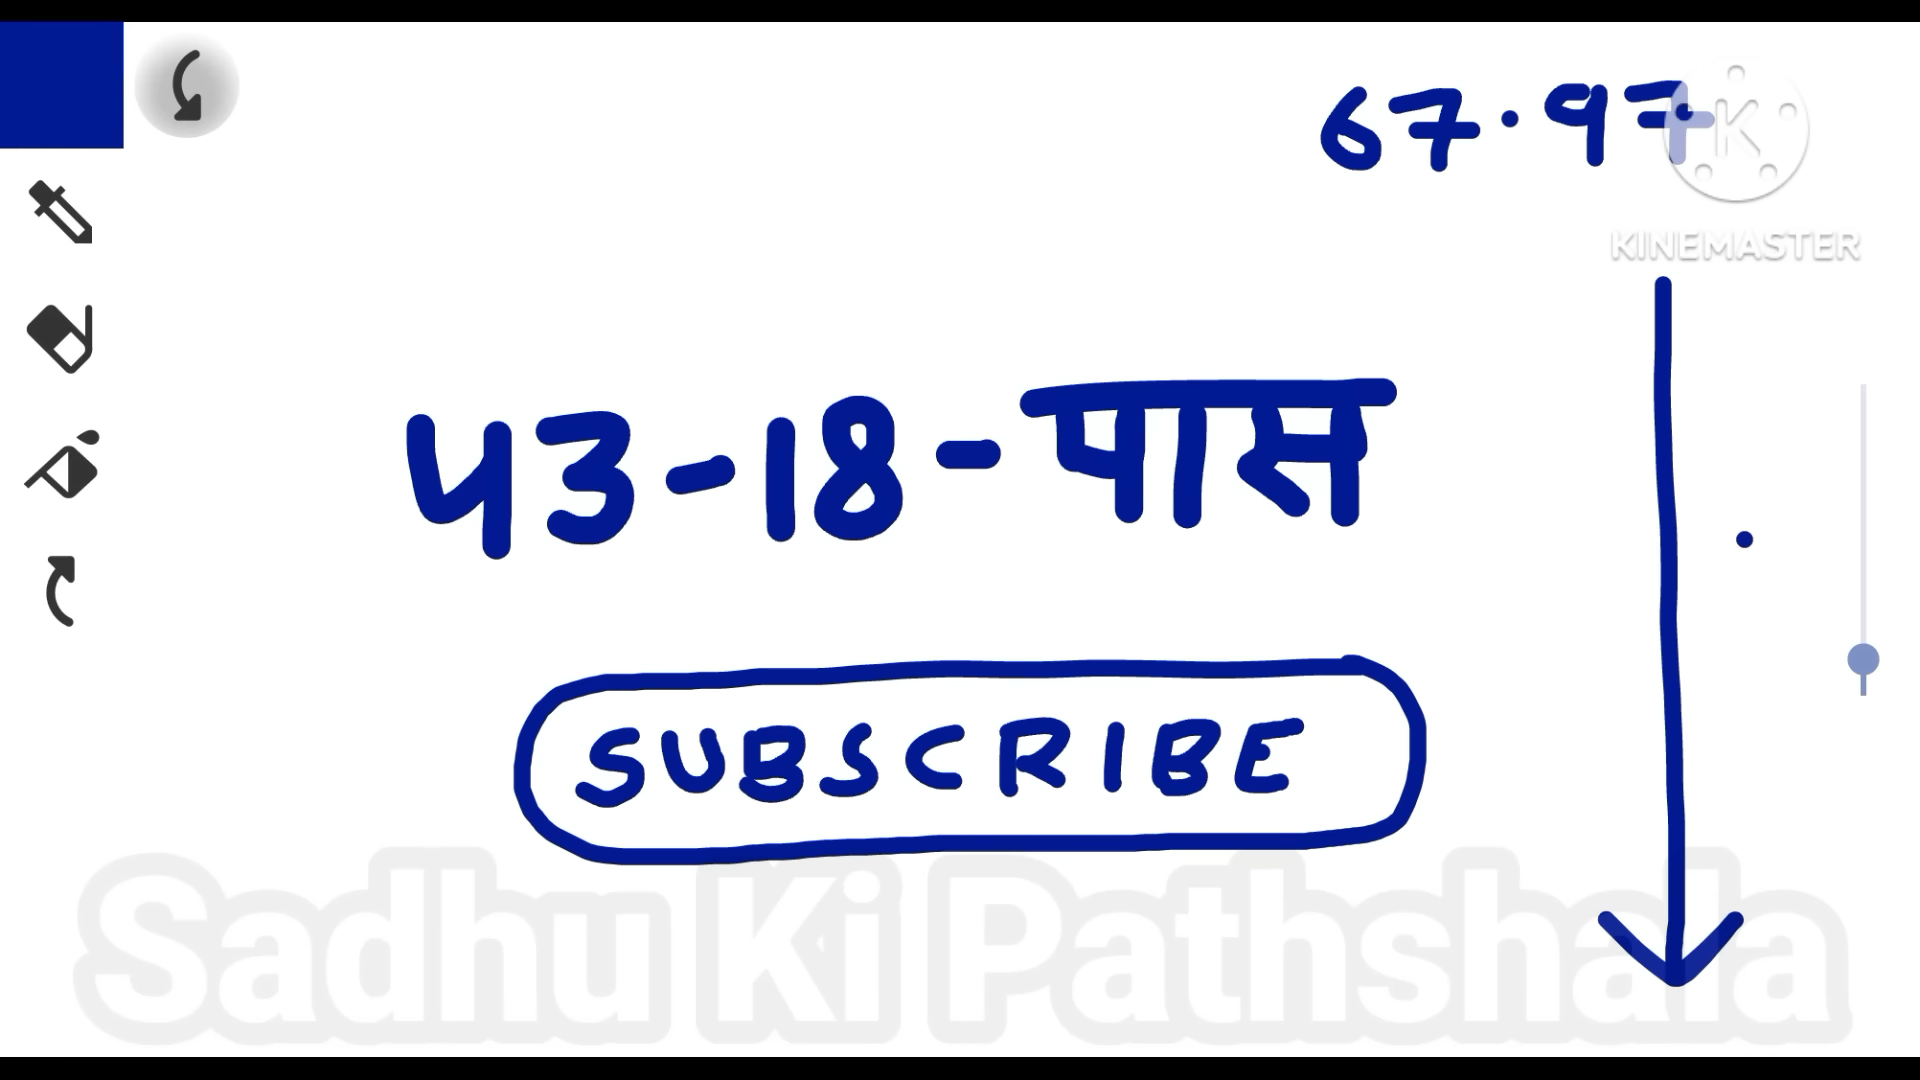 67.97
KINEMASTER
43-18-पास
SUBSCRIBE
Sadhu Ki Pathshala